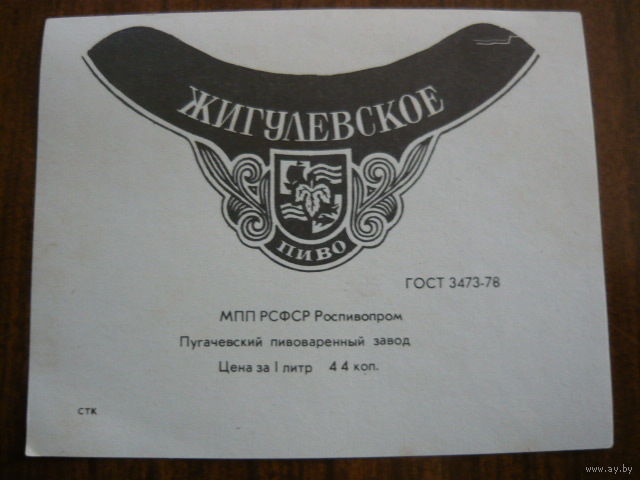 ЖИГУЛЕВСКОЕ
ПИВО
ГОСТ 3473-78
МПП РСФСР Роспивопром
Пугачевский пивоваренный завод
Цена за 1 литр 44 коп.
СТК
www.ay.by